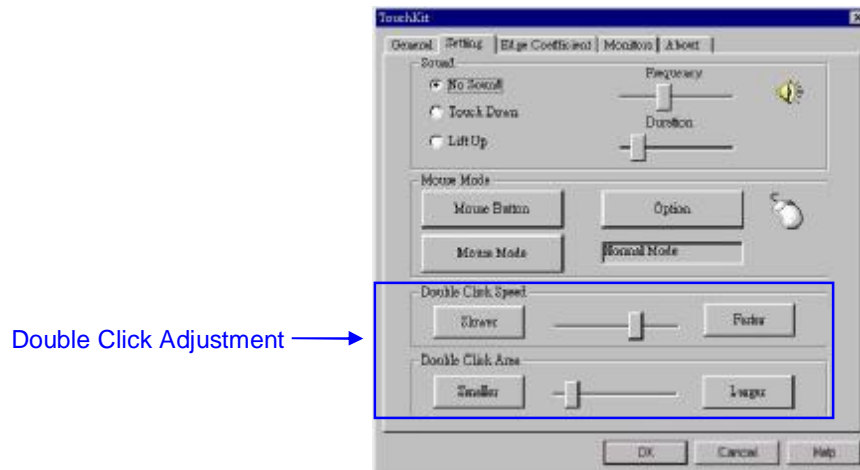 TouchKit
General Setting Edge Coefficient Monitors About
Sound
No Sound
Touch Down
Lift Up
Frequency
Duration
Mouse Mode
Mouse Button
Option
Mouse Mode
Normal Mode
Double Click Adjustment
Double Click Speed
Slower
Faster
Double Click Area
Smaller
Larger
OK Cancel Help